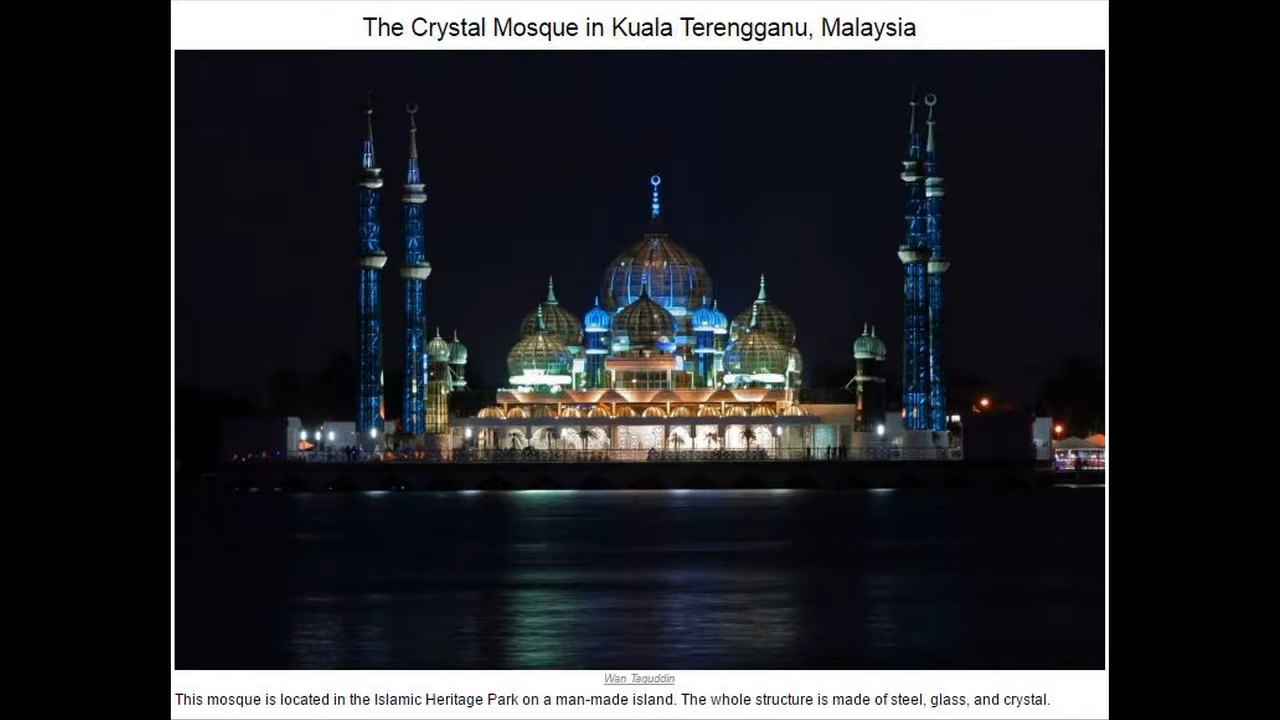 The Crystal Mosque in Kuala Terengganu, Malaysia
Wan Taquddin
This mosque is located in the Islamic Heritage Park on a man-made island. The whole structure is made of steel, glass, and crystal.